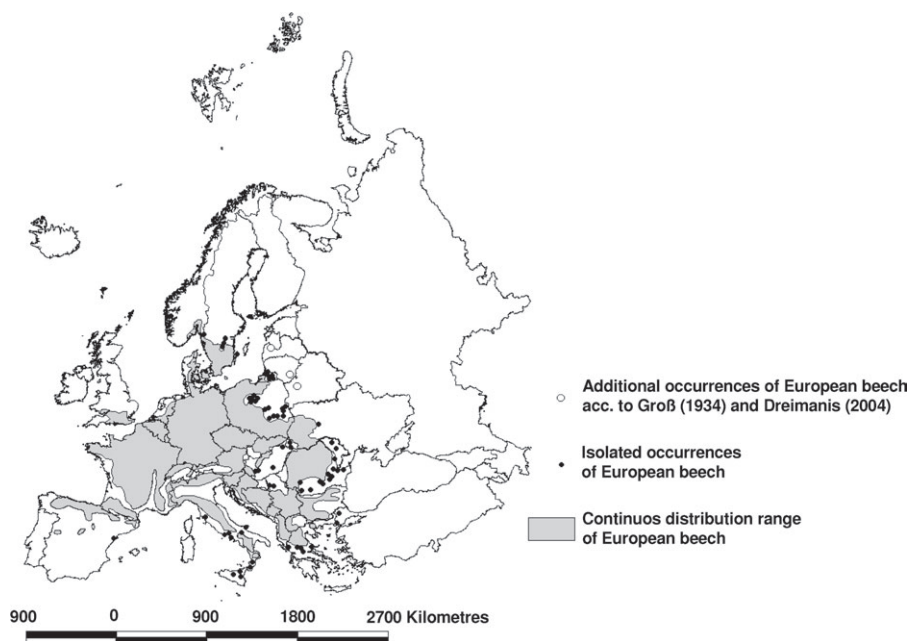 Additional occurrences of European beech
acc. to Groß (1934) and Dreimanis (2004)
Isolated occurrences
of European beech
Continuos distribution range
of European beech
900 0 900 1800 2700 Kilometres